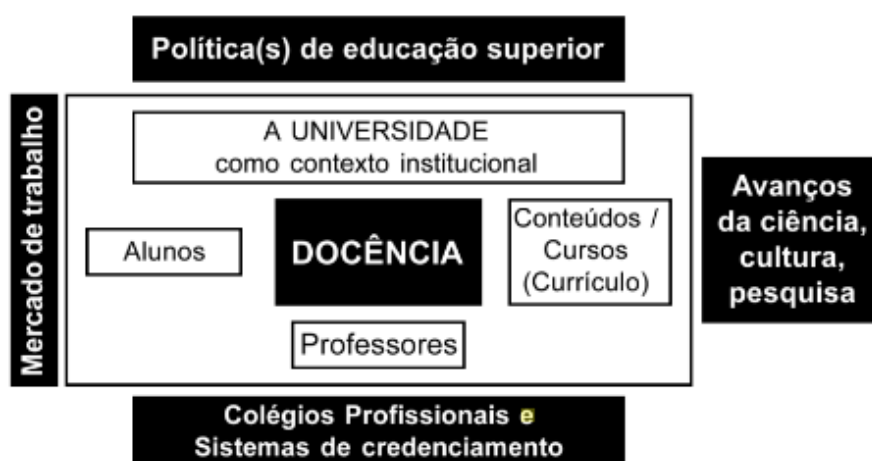 Política(s) de educação superior
Mercado de trabalho
A UNIVERSIDADE
como contexto institucional
Alunos
DOCÊNCIA
Conteúdos /
Cursos
(Currículo)
Professores
Avanços
da ciência,
cultura,
pesquisa
Colégios Profissionais e
Sistemas de credenciamento